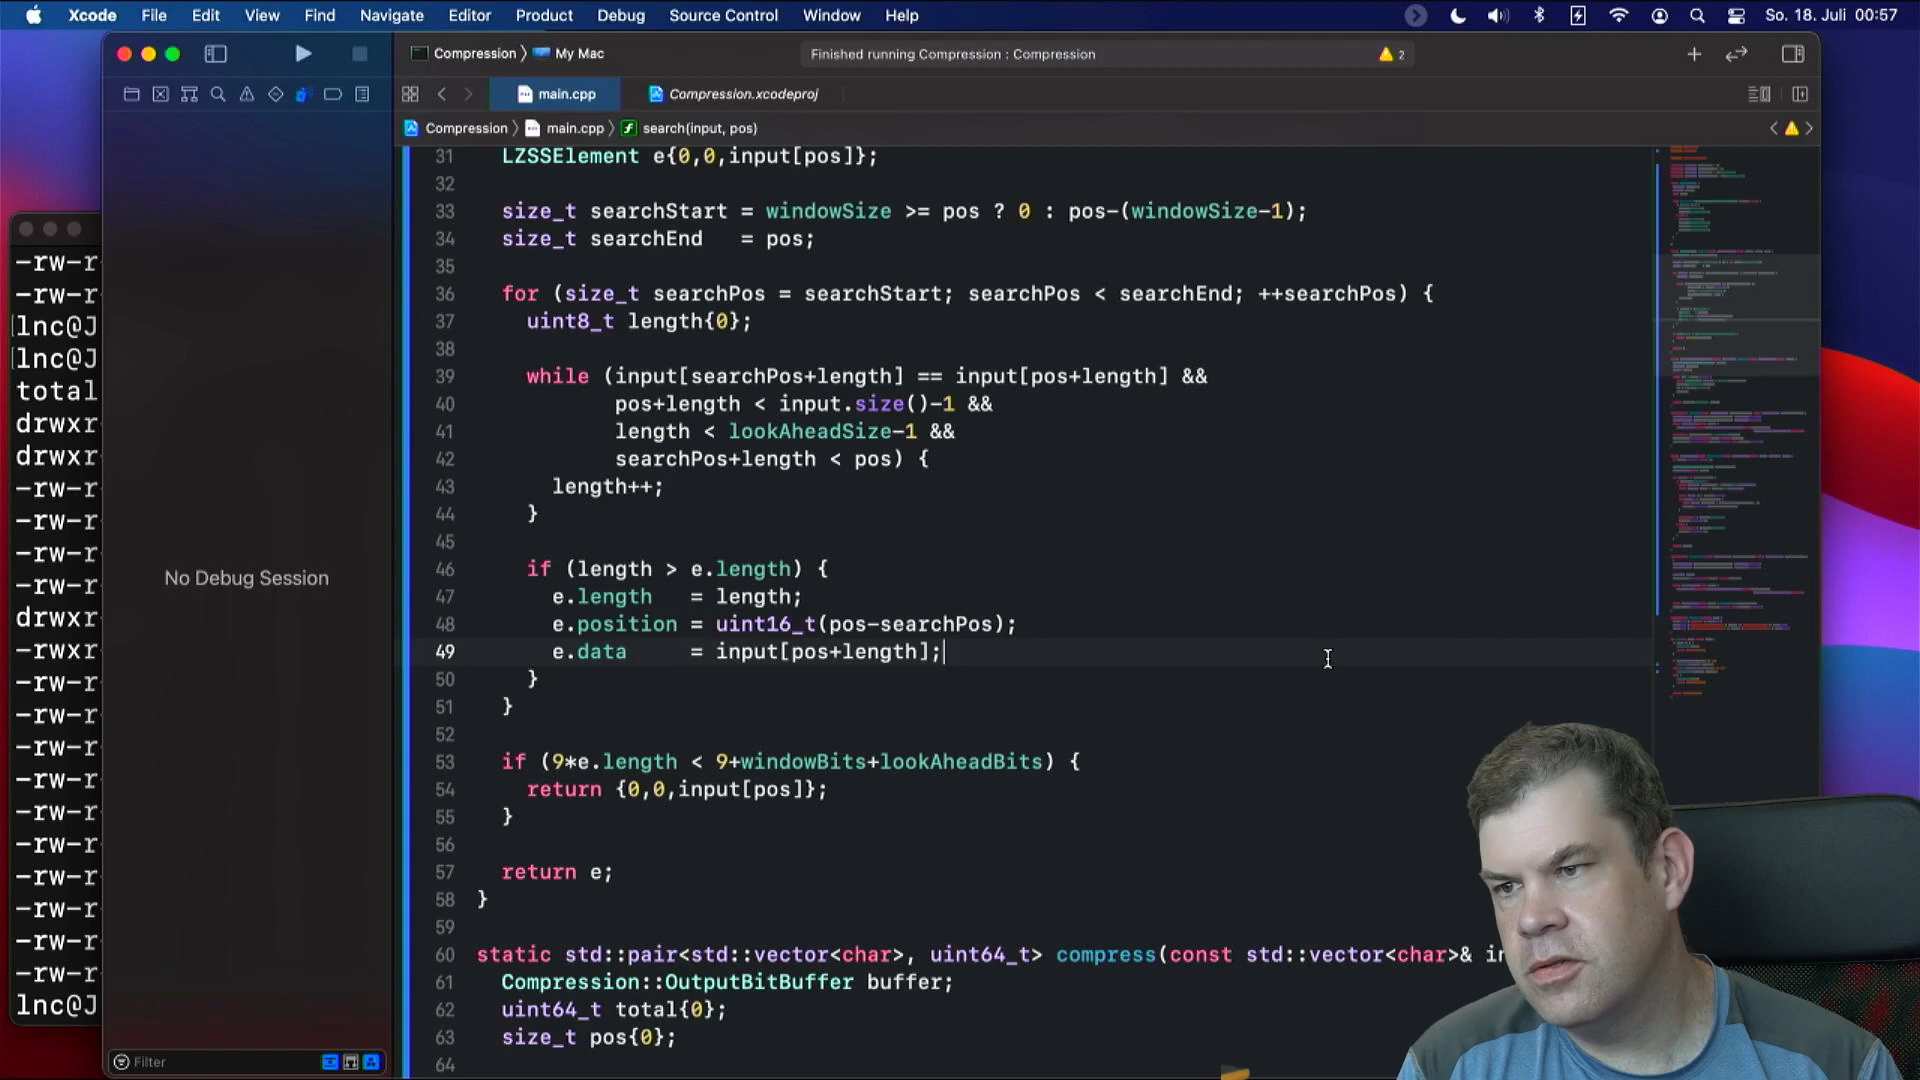 Xcode File Edit View Find Navigate Editor Product Debug Source Control Window Help So. 18. Juli 00:57
Compression My Mac Finished running Compression : Compression 2
main.cpp Compression.xcodeproj
Compression main.cpp search(input, pos)
31 LZSSElement e{0,0,input[pos]};
32
33 size_t searchStart = windowSize >= pos ? 0 : pos-(windowSize-1);
34 size_t searchEnd = pos;
35
36 for (size_t searchPos = searchStart; searchPos < searchEnd; ++searchPos) {
37 uint8_t length{0};
38
39 while (input[searchPos+length] == input[pos+length] &&
40 pos+length < input.size()-1 &&
41 length < lookAheadSize-1 &&
42 searchPos+length < pos) {
43 length++;
44 }
45
46 if (length > e.length) {
47 e.length = length;
48 e.position = uint16_t(pos-searchPos);
49 e.data = input[pos+length];
50 }
51 }
52
53 if (9*e.length < 9+windowBits+lookAheadBits) {
54 return {0,0,input[pos]};
55 }
56
57 return e;
58 }
59
60 static std::pair<std::vector<char>, uint64_t> compress(const std::vector<char>& in
61 Compression::OutputBitBuffer buffer;
62 uint64_t total{0};
63 size_t pos{0};
64
No Debug Session
Filter
-rw-r
-rw-r
lnc@J
lnc@J
total
drwxr
drwxr
-rw-r
-rw-r
-rw-r
-rw-r
drwxr
-rw-r
-rw-r
-rw-r
-rw-r
-rw-r
-rw-r
-rw-r
-rw-r
-rw-r
-rw-r
-rw-r
lnc@J